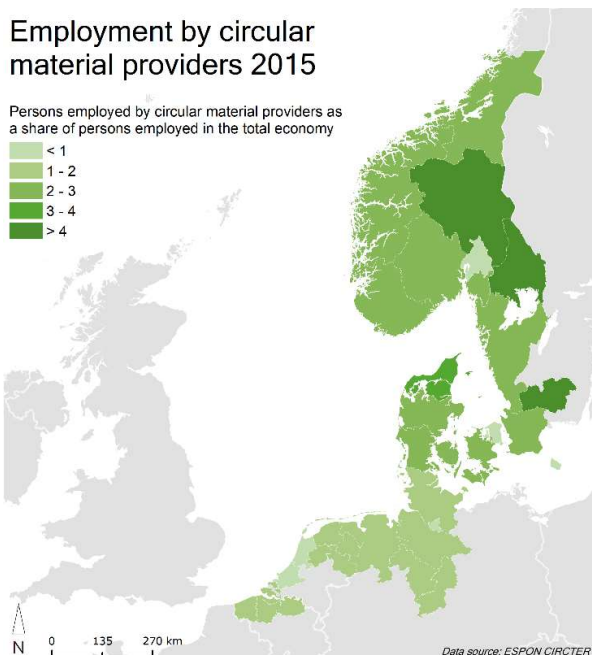 Employment by circular
material providers 2015
Persons employed by circular material providers as
a share of persons employed in the total economy
< 1
1 - 2
2 - 3
3 - 4
> 4
N
0 135 270 km
Data source: ESPON CIRCTER